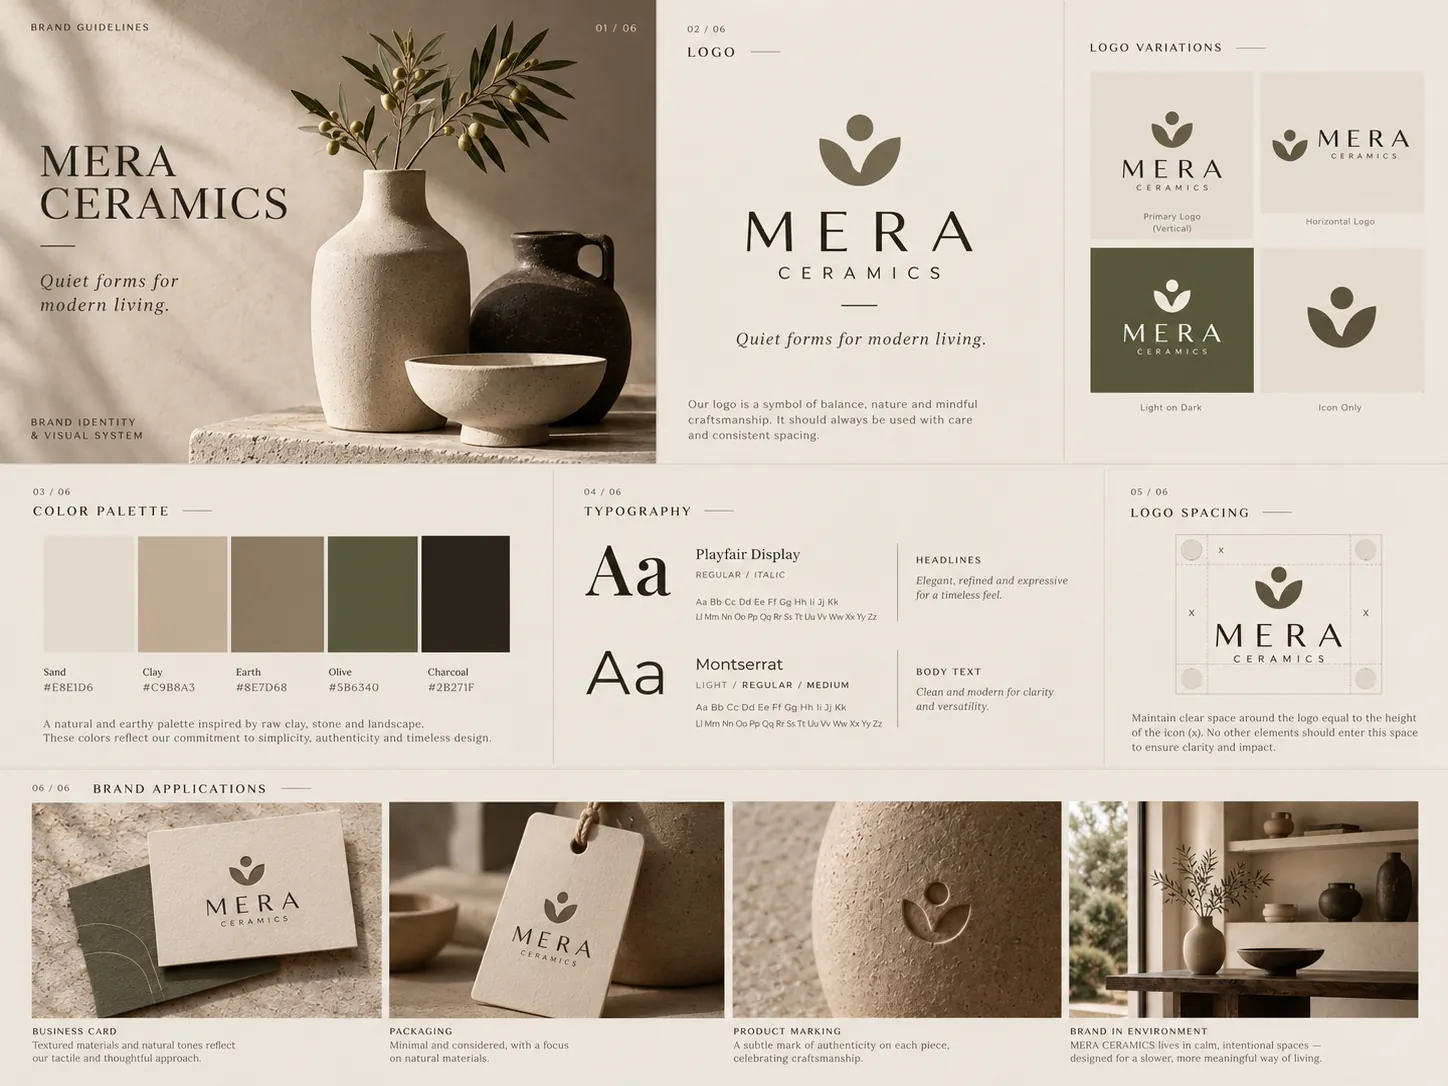 BRAND GUIDELINES
01 / 06
MERA
CERAMICS
Quiet forms for
modern living.
BRAND IDENTITY
& VISUAL SYSTEM
02 / 06
LOGO
MERA
CERAMICS
Quiet forms for modern living.
Our logo is a symbol of balance, nature and mindful
craftsmanship. It should always be used with care
and consistent spacing.
LOGO VARIATIONS
MERA
CERAMICS
Primary Logo
(Vertical)
MERA
CERAMICS
Horizontal Logo
MERA
CERAMICS
Light on Dark
Icon Only
03 / 06
COLOR PALETTE
Sand
#E8E1D6
Clay
#C9B8A3
Earth
#8E7D68
Olive
#5B6340
Charcoal
#2B271F
A natural and earthy palette inspired by raw clay, stone and landscape.
These colors reflect our commitment to simplicity, authenticity and timeless design.
04 / 06
TYPOGRAPHY
Aa
Playfair Display
REGULAR / ITALIC
Aa Bb Cc Dd Ee Ff Gg Hh Ii Jj Kk
Ll Mm Nn Oo Pp Qq Rr Ss Tt Uu Vv Ww Xx Yy Zz
HEADLINES
Elegant, refined and expressive
for a timeless feel.
Aa
Montserrat
LIGHT / REGULAR / MEDIUM
Aa Bb Cc Dd Ee Ff Gg Hh Ii Jj Kk
Ll Mm Nn Oo Pp Qq Rr Ss Tt Uu Vv Ww Xx Yy Zz
BODY TEXT
Clean and modern for clarity
and versatility.
05 / 06
LOGO SPACING
x
x
x
MERA
CERAMICS
Maintain clear space around the logo equal to the height
of the icon (x). No other elements should enter this space
to ensure clarity and impact.
06 / 06
BRAND APPLICATIONS
MERA
CERAMICS
BUSINESS CARD
Textured materials and natural tones reflect
our tactile and thoughtful approach.
MERA
CERAMICS
PACKAGING
Minimal and considered, with a focus
on natural materials.
PRODUCT MARKING
A subtle mark of authenticity on each piece,
celebrating craftsmanship.
BRAND IN ENVIRONMENT
MERA CERAMICS lives in calm, intentional spaces —
designed for a slower, more meaningful way of living.